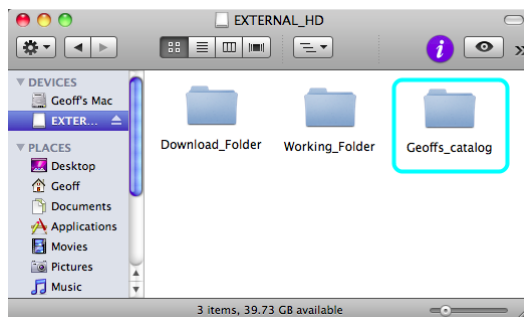 EXTERNAL_HD
i
»
DEVICES
Geoff's Mac
EXTER...
PLACES
Desktop
Geoff
Documents
Applications
Movies
Pictures
Music
Download_Folder
Working_Folder
Geoffs_catalog
3 items, 39.73 GB available